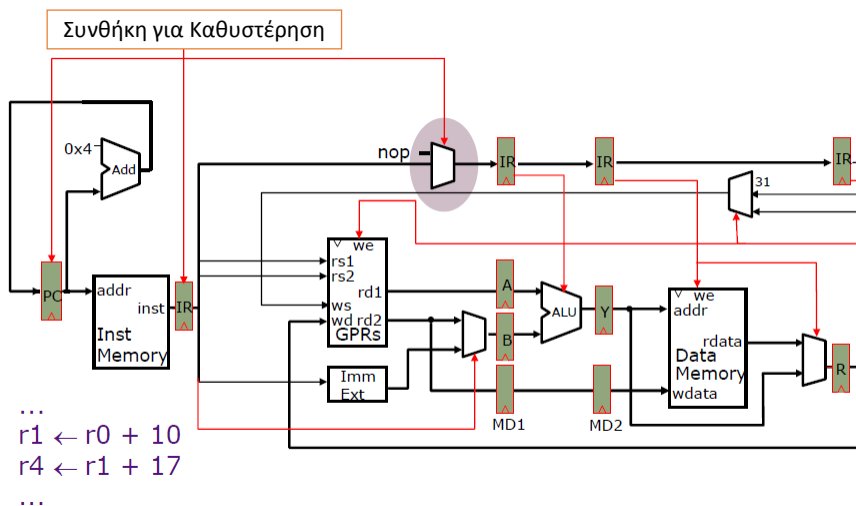 Συνθήκη για Καθυστέρηση
0x4
Add
nop
IR
IR
IR
31
we
rs1
rs2
rd1
ws
wd rd2
GPRs
PC
addr
inst
Inst
Memory
IR
A
B
ALU
Y
we
addr
rdata
Data
Memory
wdata
R
Imm
Ext
MD1
MD2
...
r1 ← r0 + 10
r4 ← r1 + 17
...